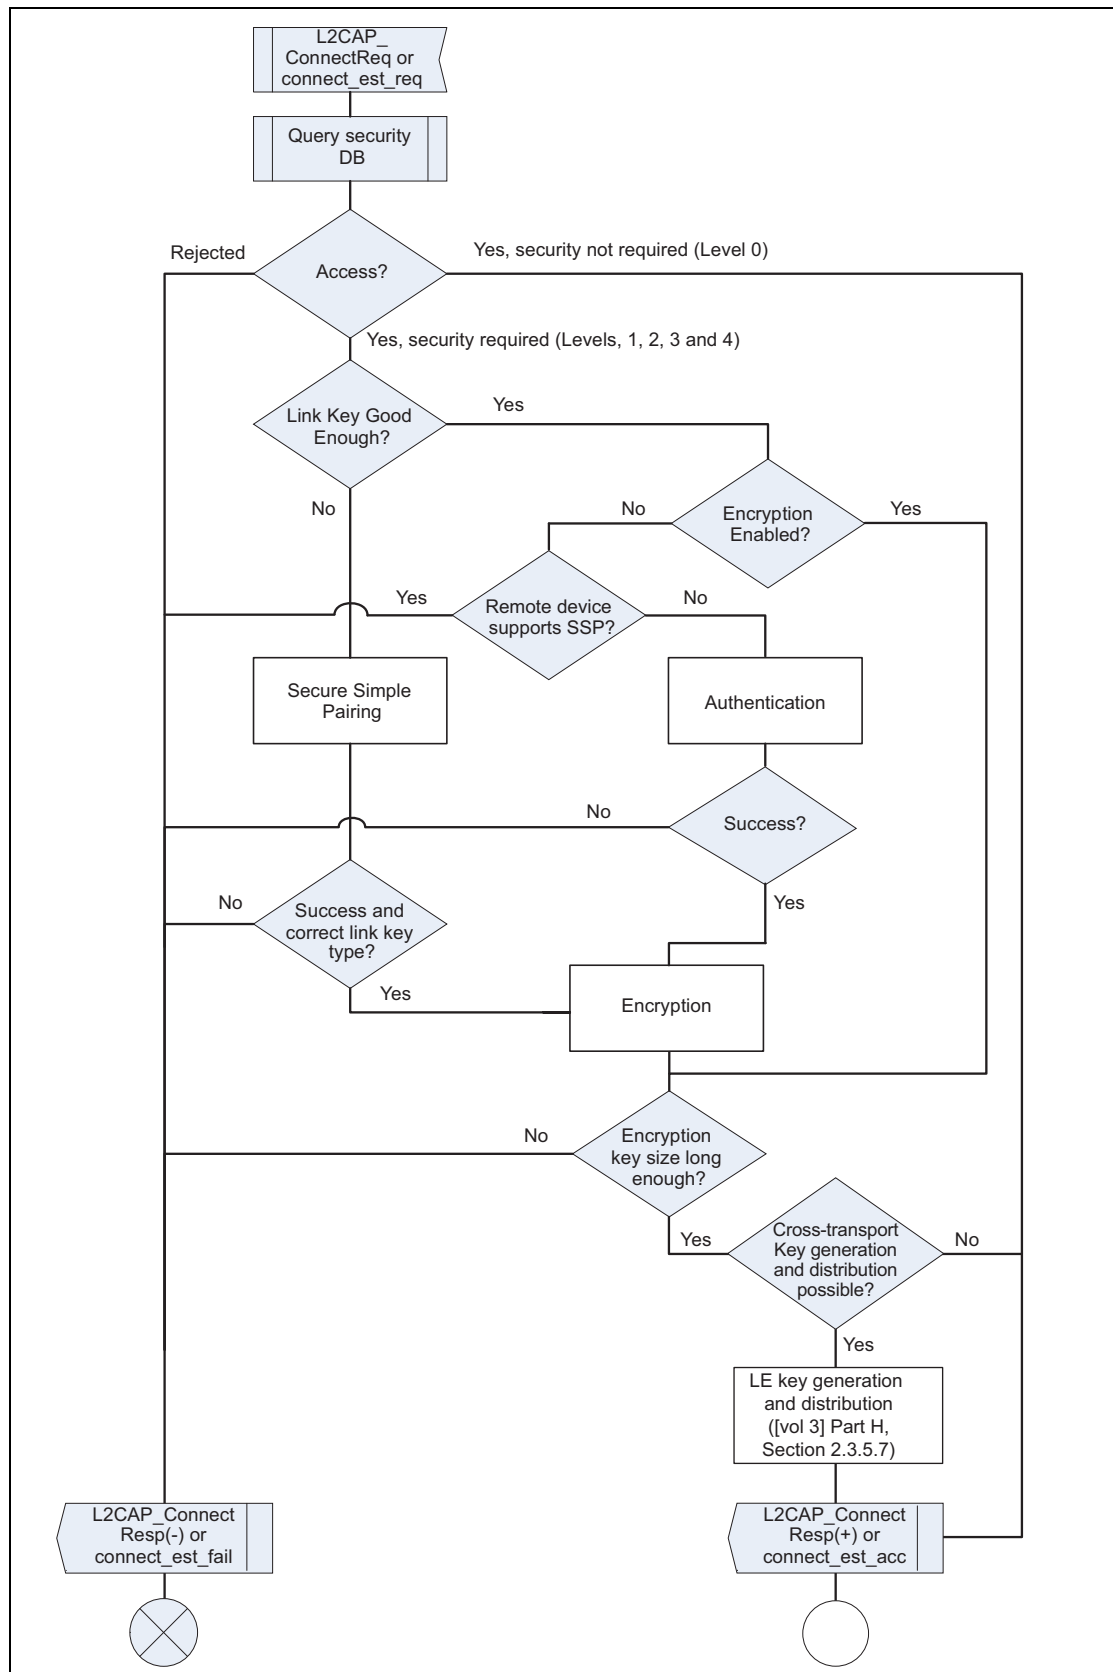 L2CAP_
ConnectReq or
connect_est_req
Query security
DB
Rejected
Access?
Yes, security not required (Level 0)
Yes, security required (Levels, 1, 2, 3 and 4)
Link Key Good
Enough?
Yes
No
No
Encryption
Enabled?
Yes
Yes
Remote device
supports SSP?
No
Secure Simple
Pairing
Authentication
No
Success?
Yes
No
Success and
correct link key
type?
Yes
Encryption
No
Encryption
key size long
enough?
Yes
Cross-transport
Key generation
and distribution
possible?
No
Yes
LE key generation
and distribution
([vol 3] Part H,
Section 2.3.5.7)
L2CAP_Connect
Resp(-) or
connect_est_fail
L2CAP_Connect
Resp(+) or
connect_est_acc